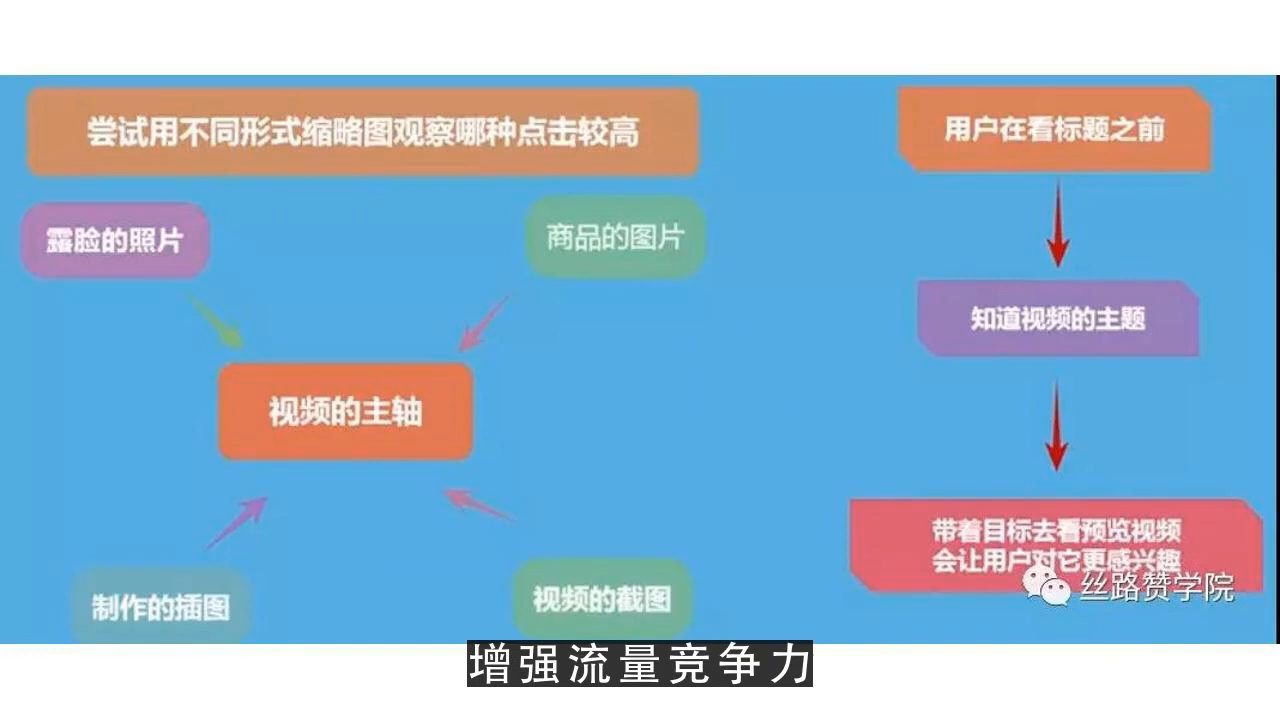 尝试用不同形式缩略图观察哪种点击较高
露脸的照片
商品的图片
视频的主轴
制作的插图
视频的截图
用户在看标题之前
知道视频的主题
带着目标去看预览视频
会让用户对它更感兴趣
丝路赞学院
增强流量竞争力